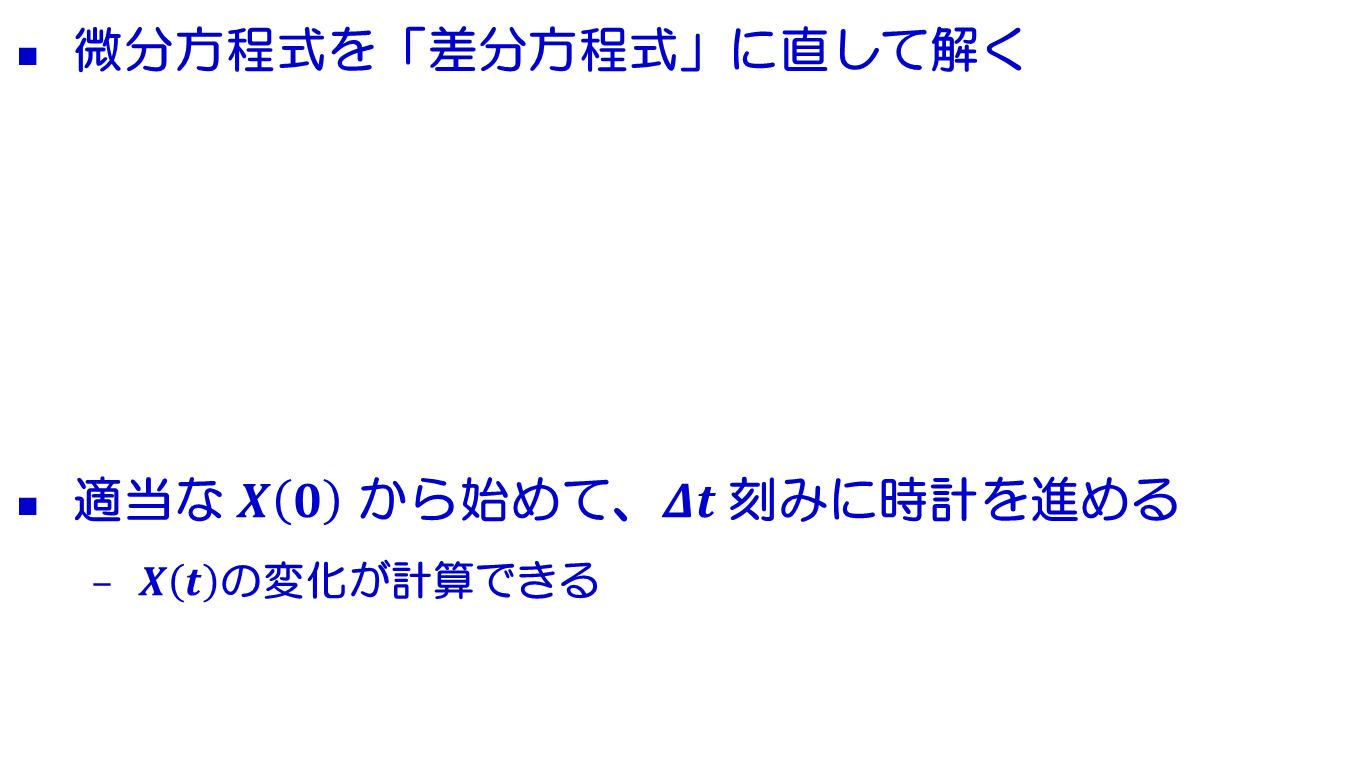 ▪ 微分方程式を「差分方程式」に直して解く
▪ 適当な X(0) から始めて、Δt 刻みに時計を進める
– X(t)の変化が計算できる